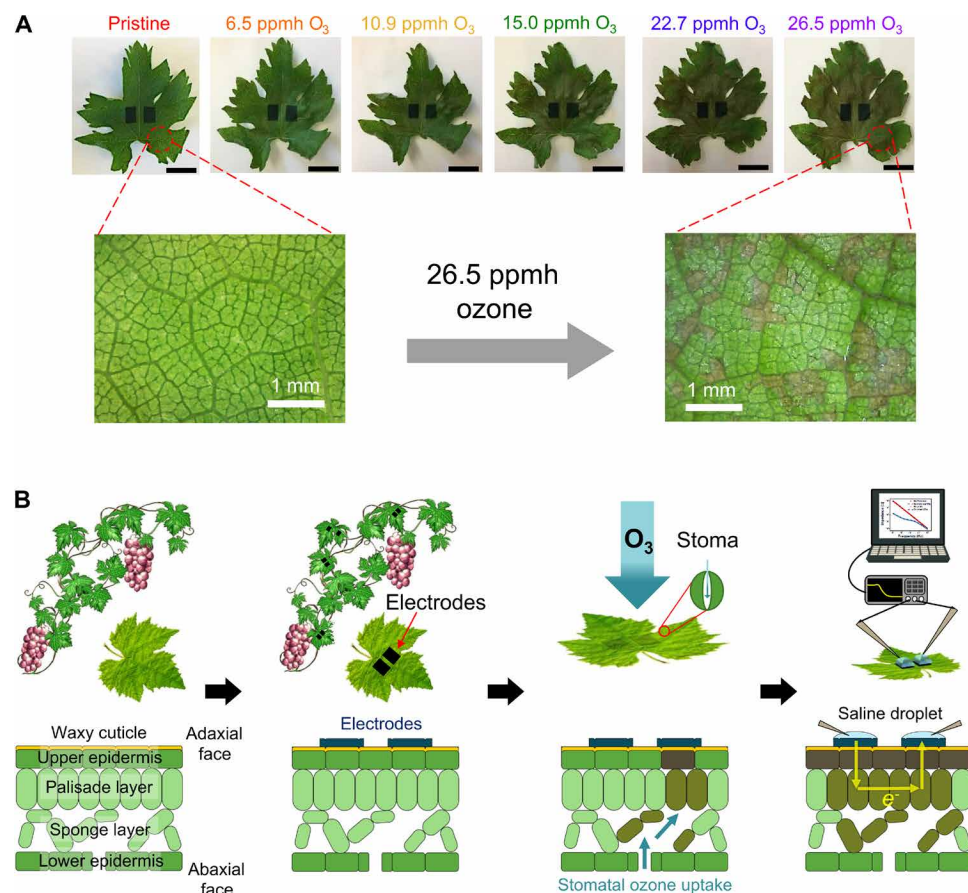 A
Pristine
6.5 ppmh O₃
10.9 ppmh O₃
15.0 ppmh O₃
22.7 ppmh O₃
26.5 ppmh O₃
26.5 ppmh
ozone
1 mm
1 mm
B
Electrodes
O₃
Stoma
Waxy cuticle
Adaxial
face
Upper epidermis
Palisade layer
Sponge layer
Lower epidermis
Abaxial
face
Electrodes
Stomatal ozone uptake
Saline droplet
e⁻